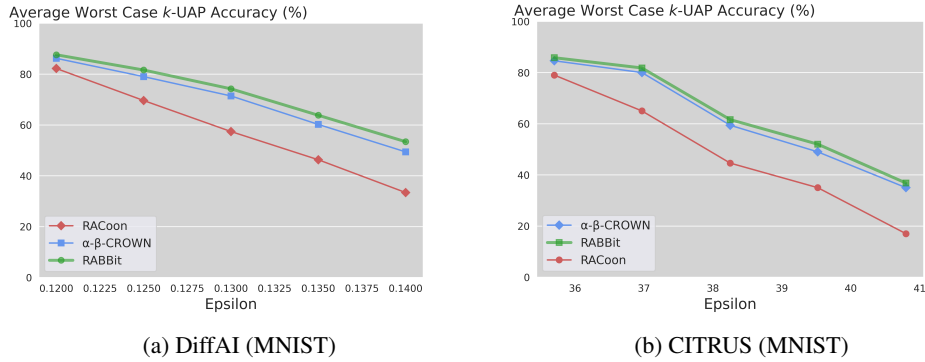 Average Worst Case k-UAP Accuracy (%)
100
80
60
40
20
0
RACoon
α-β-CROWN
RABBit
0.1200 0.1225 0.1250 0.1275 0.1300 0.1325 0.1350 0.1375 0.1400
Epsilon
(a) DiffAI (MNIST)
Average Worst Case k-UAP Accuracy (%)
100
80
60
40
20
0
α-β-CROWN
RABBit
RACoon
36 37 38 39 40 41
Epsilon
(b) CITRUS (MNIST)